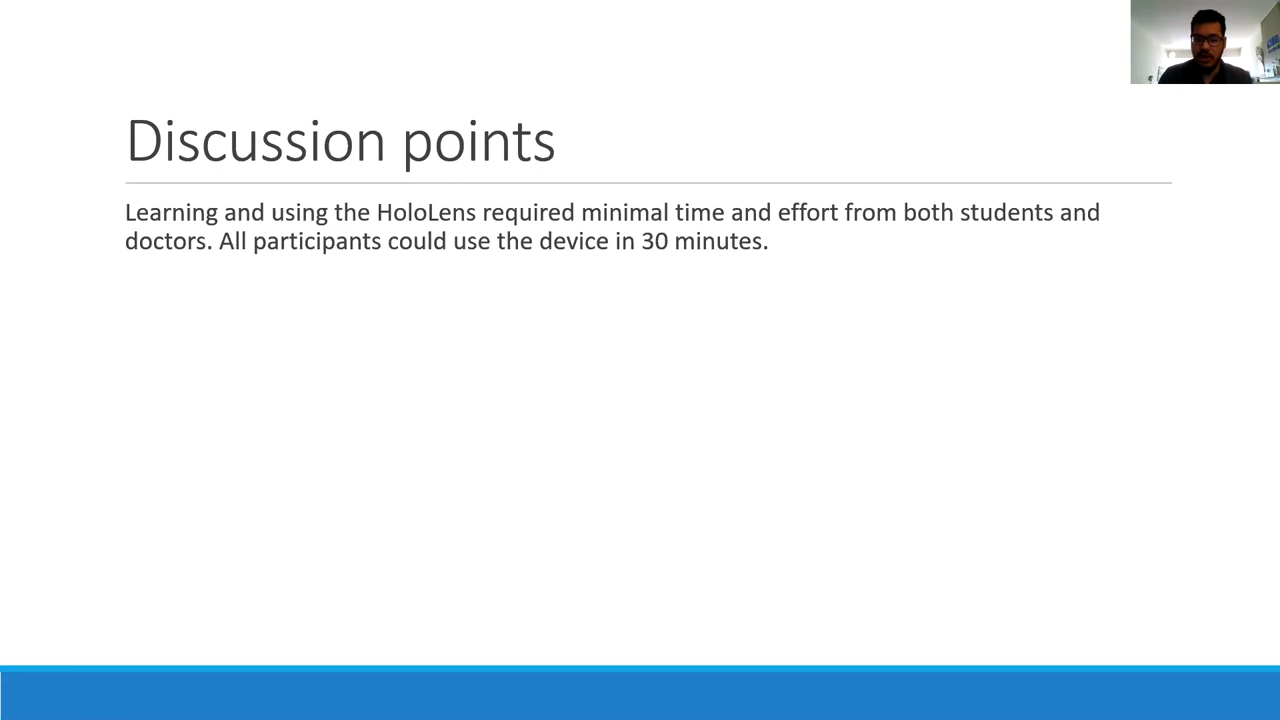 Discussion points
Learning and using the HoloLens required minimal time and effort from both students and
doctors. All participants could use the device in 30 minutes.